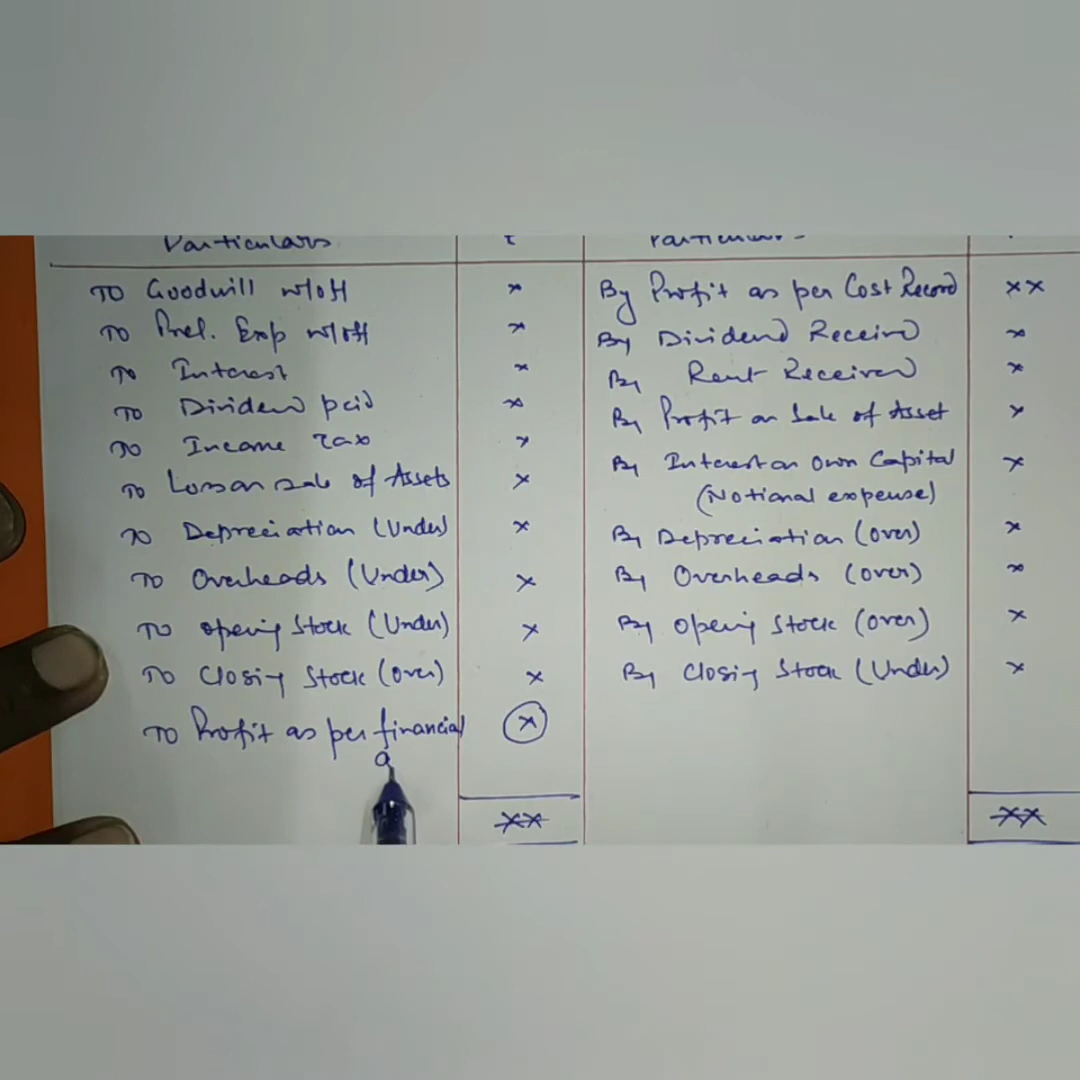 Particulars ₹ Particulars
To Goodwill w/off × By Profit as per Cost Record ××
To Prel. Exp w/off × By Dividend Received ×
To Interest × By Rent Received ×
To Dividend paid × By Profit on Sale of Asset ×
To Income Tax × By Interest on Own Capital ×
(Notional expense)
To Loss on sale of Assets ×
To Depreciation (Under) × By Depreciation (over) ×
To Overheads (Under) × By Overheads (over) ×
To Opening Stock (Under) × By Opening Stock (over) ×
To Closing Stock (Over) × By Closing Stock (Under) ×
To Profit as per financial ×
a
×× ××